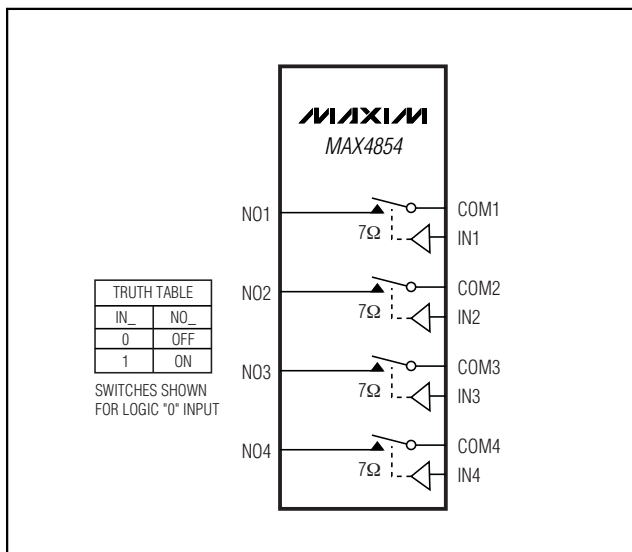 MAXIM
MAX4854
NO1
COM1
7Ω
IN1
NO2
COM2
7Ω
IN2
NO3
COM3
7Ω
IN3
NO4
COM4
7Ω
IN4
TRUTH TABLE
IN_ NO_
0 OFF
1 ON
SWITCHES SHOWN
FOR LOGIC "0" INPUT